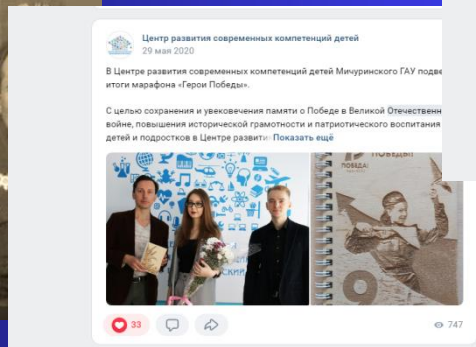 Центр развития современных компетенций детей
29 мая 2020
В Центре развития современных компетенций детей Мичуринского ГАУ подве
итоги марафона «Герои Победы».
С целью сохранения и увековечения памяти о Победе в Великой Отечественн
войне, повышения исторической грамотности и патриотического воспитания
детей и подростков в Центре развити Показать ещё
ПОБЕДЫ!
ПОБЕДА!
33
747